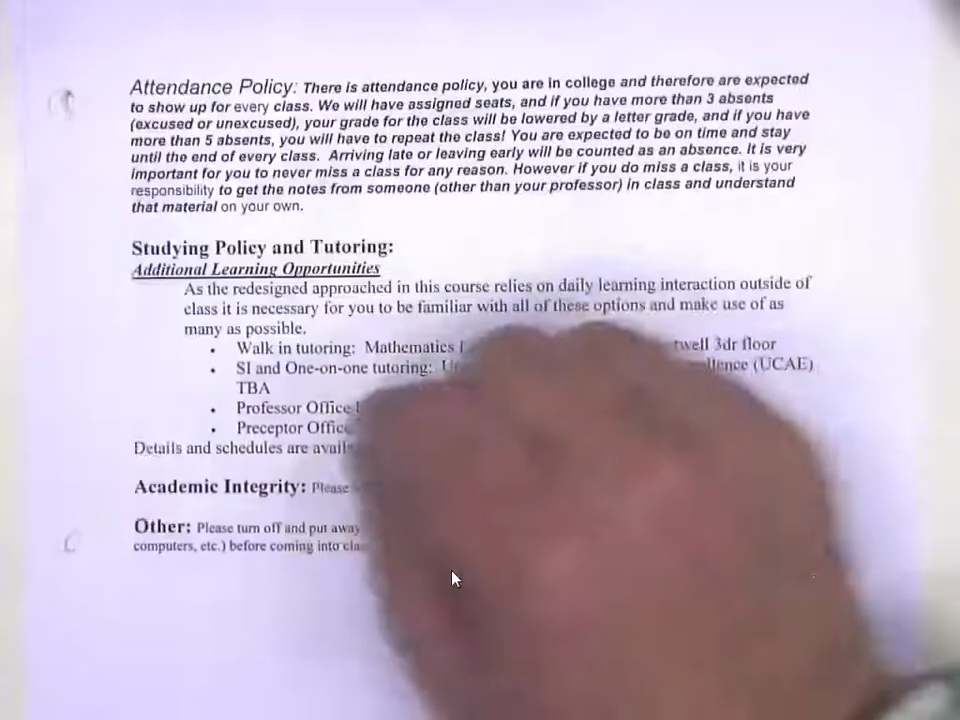 Attendance Policy: There is attendance policy, you are in college and therefore are expected
to show up for every class. We will have assigned seats, and if you have more than 3 absents
(excused or unexcused), your grade for the class will be lowered by a letter grade, and if you have
more than 5 absents, you will have to repeat the class! You are expected to be on time and stay
until the end of every class. Arriving late or leaving early will be counted as an absence. It is very
important for you to never miss a class for any reason. However if you do miss a class, it is your
responsibility to get the notes from someone (other than your professor) in class and understand
that material on your own.
Studying Policy and Tutoring:
Additional Learning Opportunities
As the redesigned approached in this course relies on daily learning interaction outside of
class it is necessary for you to be familiar with all of these options and make use of as
many as possible.
• Walk in tutoring: Mathematics 3dr floor
• SI and One-on-one tutoring: (UCAE)
TBA
• Professor Office
• Preceptor Office
Details and schedules are
Academic Integrity: Please
Other: Please turn off and put away
computers, etc.) before coming into